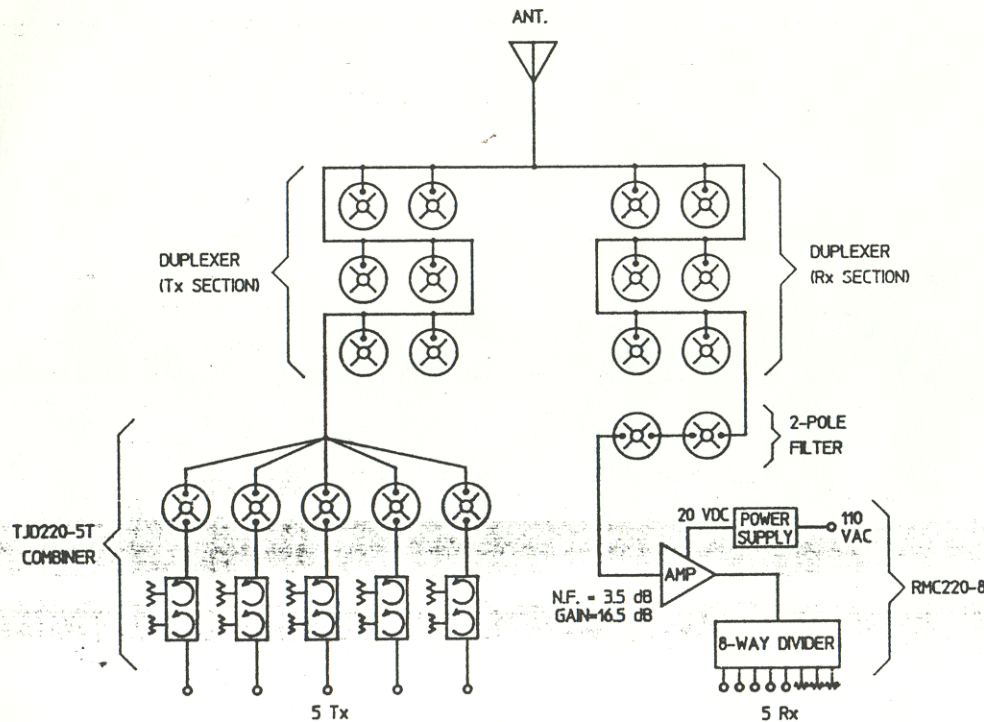 ANT.
DUPLEXER
(Tx SECTION)
DUPLEXER
(Rx SECTION)
2-POLE
FILTER
TJD220-5T
COMBINER
20 VDC
POWER
SUPPLY
110
VAC
AMP
N.F. = 3.5 dB
GAIN=16.5 dB
RMC220-8
8-WAY DIVIDER
5 Tx
5 Rx